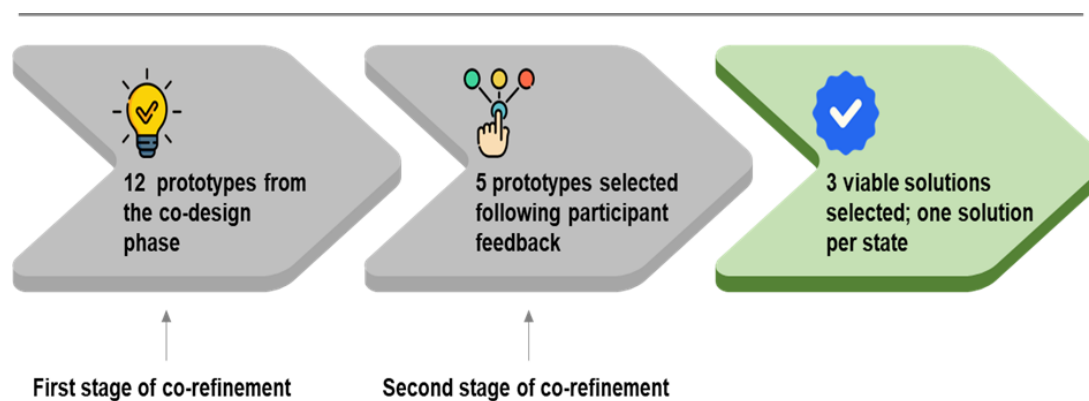 12 prototypes from
the co-design
phase
5 prototypes selected
following participant
feedback
3 viable solutions
selected; one solution
per state
First stage of co-refinement
Second stage of co-refinement